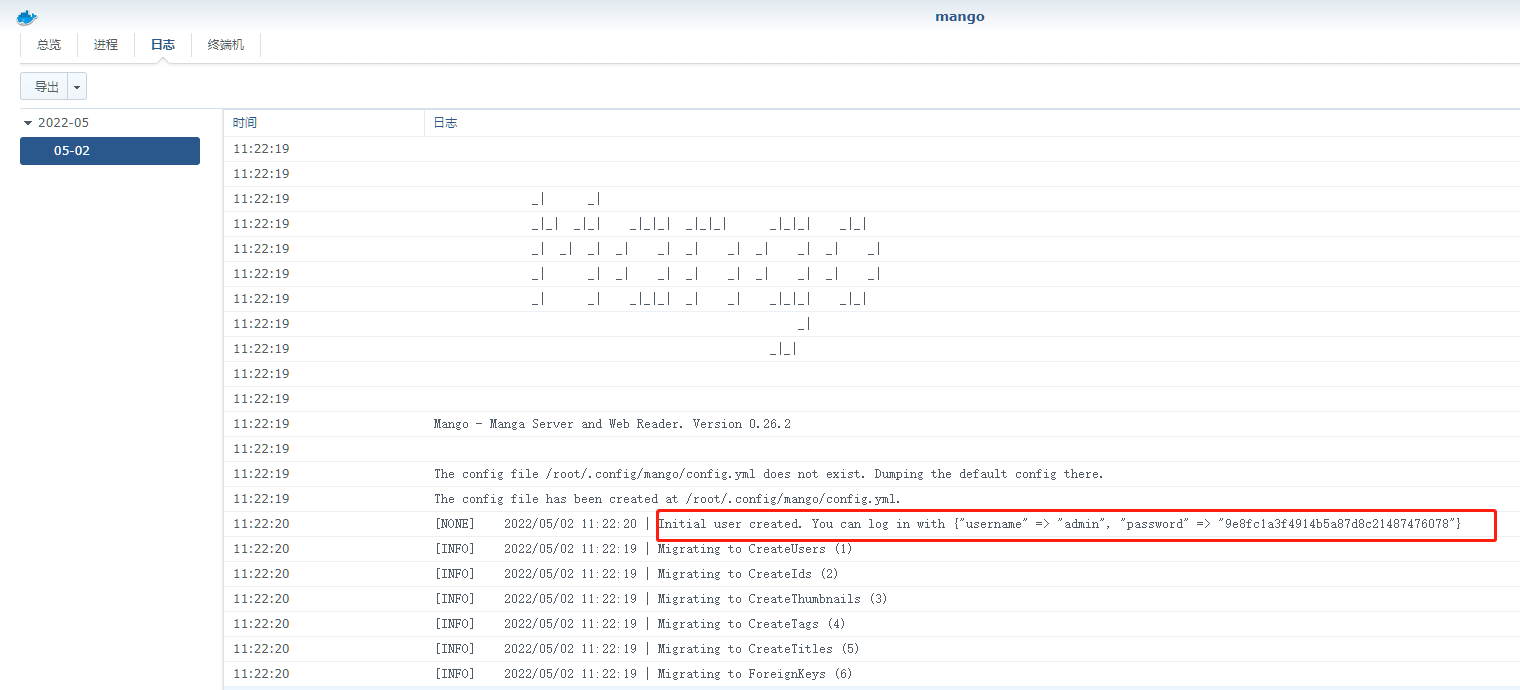 mango
总览 进程 日志 终端机
导出
2022-05
05-02
时间 日志
11:22:19
11:22:19
11:22:19 _|      _|
11:22:19 _|_|  _|_|    _|_|_|  _|_|_|      _|_|_|    _|_|
11:22:19 _|  _|  _|  _|    _|  _|    _|  _|    _|  _|    _|
11:22:19 _|      _|  _|    _|  _|    _|  _|    _|  _|    _|
11:22:19 _|      _|    _|_|_|  _|    _|    _|_|_|    _|_|
11:22:19 _|
11:22:19 _|_|
11:22:19
11:22:19
11:22:19 Mango - Manga Server and Web Reader. Version 0.26.2
11:22:19
11:22:19 The config file /root/.config/mango/config.yml does not exist. Dumping the default config there.
11:22:19 The config file has been created at /root/.config/mango/config.yml.
11:22:20 [NONE] 2022/05/02 11:22:20 | Initial user created. You can log in with {"username" => "admin", "password" => "9e8fc1a3f4914b5a87d8c21487476078"}
11:22:20 [INFO] 2022/05/02 11:22:19 | Migrating to CreateUsers (1)
11:22:20 [INFO] 2022/05/02 11:22:19 | Migrating to CreateIds (2)
11:22:20 [INFO] 2022/05/02 11:22:19 | Migrating to CreateThumbnails (3)
11:22:20 [INFO] 2022/05/02 11:22:19 | Migrating to CreateTags (4)
11:22:20 [INFO] 2022/05/02 11:22:19 | Migrating to CreateTitles (5)
11:22:20 [INFO] 2022/05/02 11:22:19 | Migrating to ForeignKeys (6)